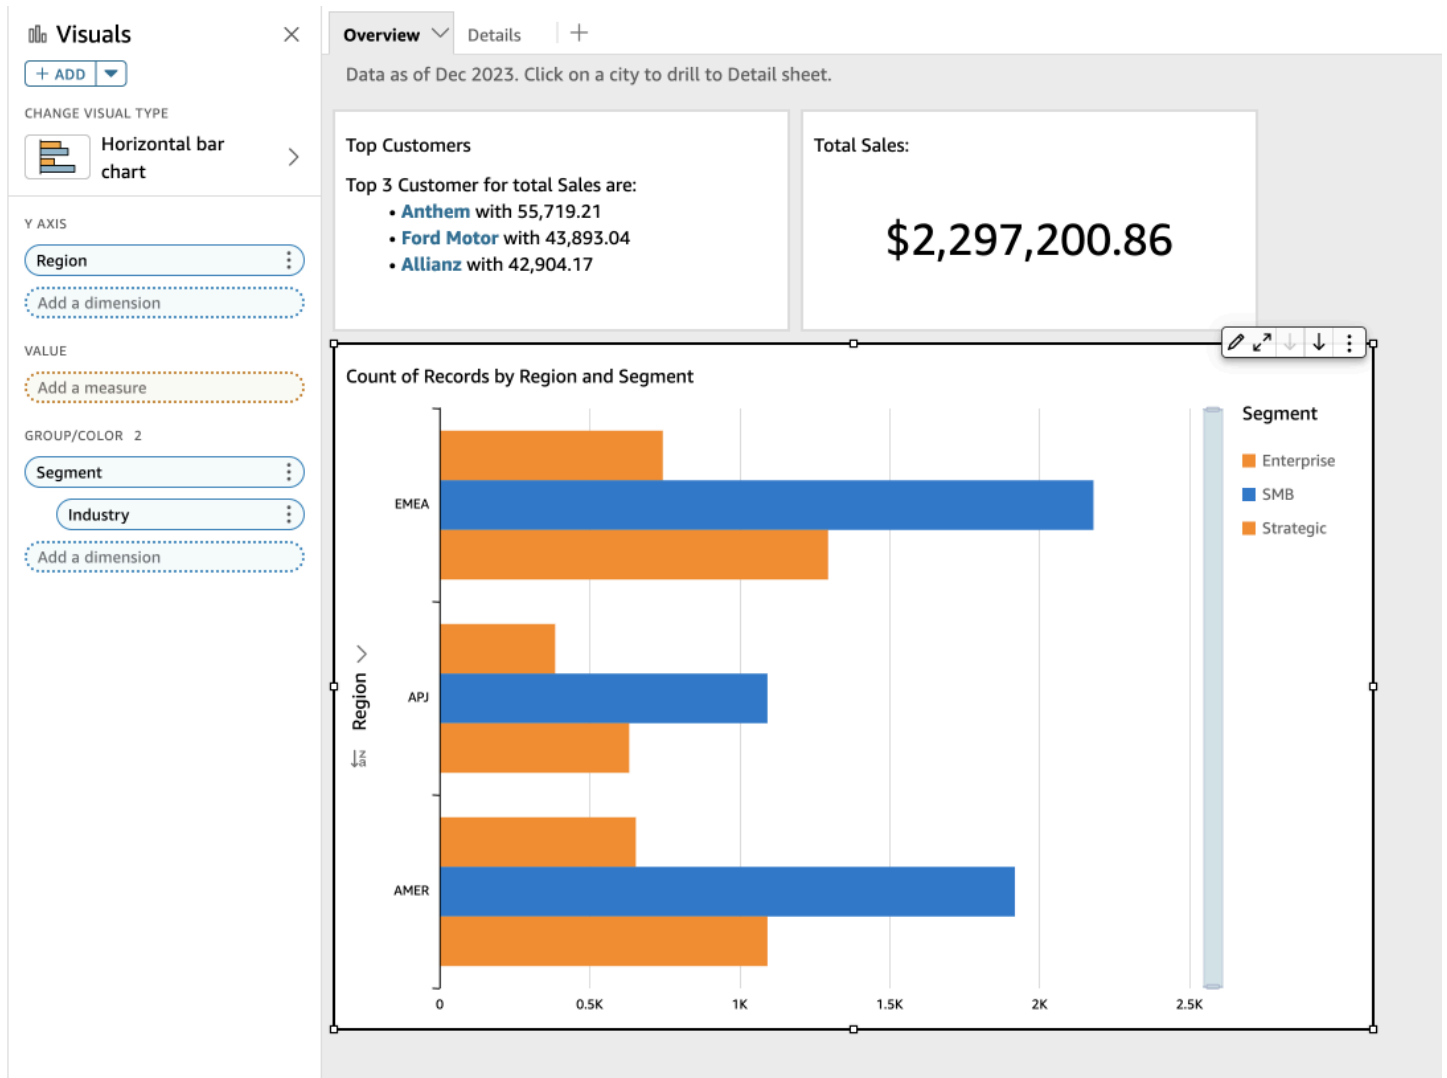 Visuals
+ ADD
CHANGE VISUAL TYPE
Horizontal bar
chart
Y AXIS
Region
Add a dimension
VALUE
Add a measure
GROUP/COLOR 2
Segment
Industry
Add a dimension
Overview
Details
Data as of Dec 2023. Click on a city to drill to Detail sheet.
Top Customers
Top 3 Customer for total Sales are:
• Anthem with 55,719.21
• Ford Motor with 43,893.04
• Allianz with 42,904.17
Total Sales:
$2,297,200.86
Count of Records by Region and Segment
Region
EMEA
APJ
AMER
0 0.5K 1K 1.5K 2K 2.5K
Segment
Enterprise
SMB
Strategic